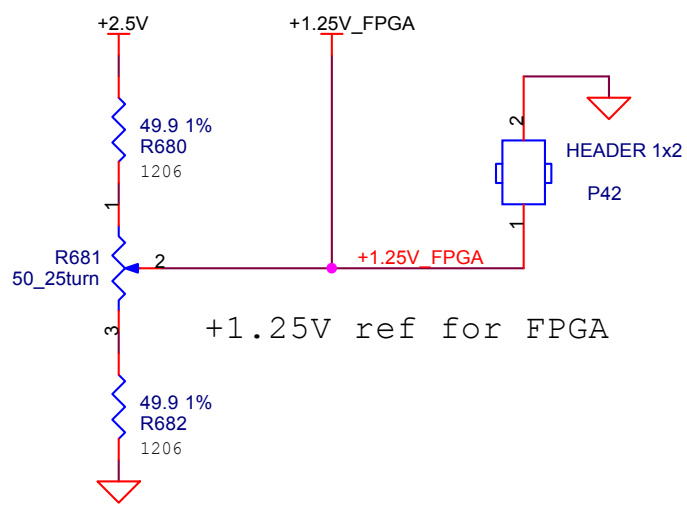 +2.5V
+1.25V_FPGA
49.9 1%
R680
1206
2
HEADER 1x2
P42
1
1
R681
50_25turn
2
+1.25V_FPGA
3
+1.25V ref for FPGA
49.9 1%
R682
1206